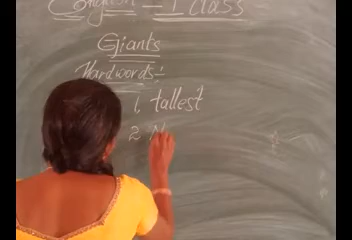 English - I Class
Giants
Hardwords:-
1, tallest
2 N